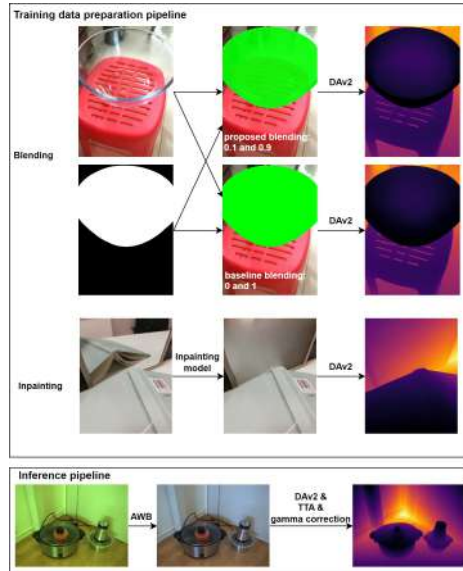 Training data preparation pipeline
DAv2
proposed blending:
0.1 and 0.9
Blending
DAv2
baseline blending:
0 and 1
Inpainting
model
DAv2
Inpainting
Inference pipeline
AWB
DAv2 &
TTA &
gamma correction